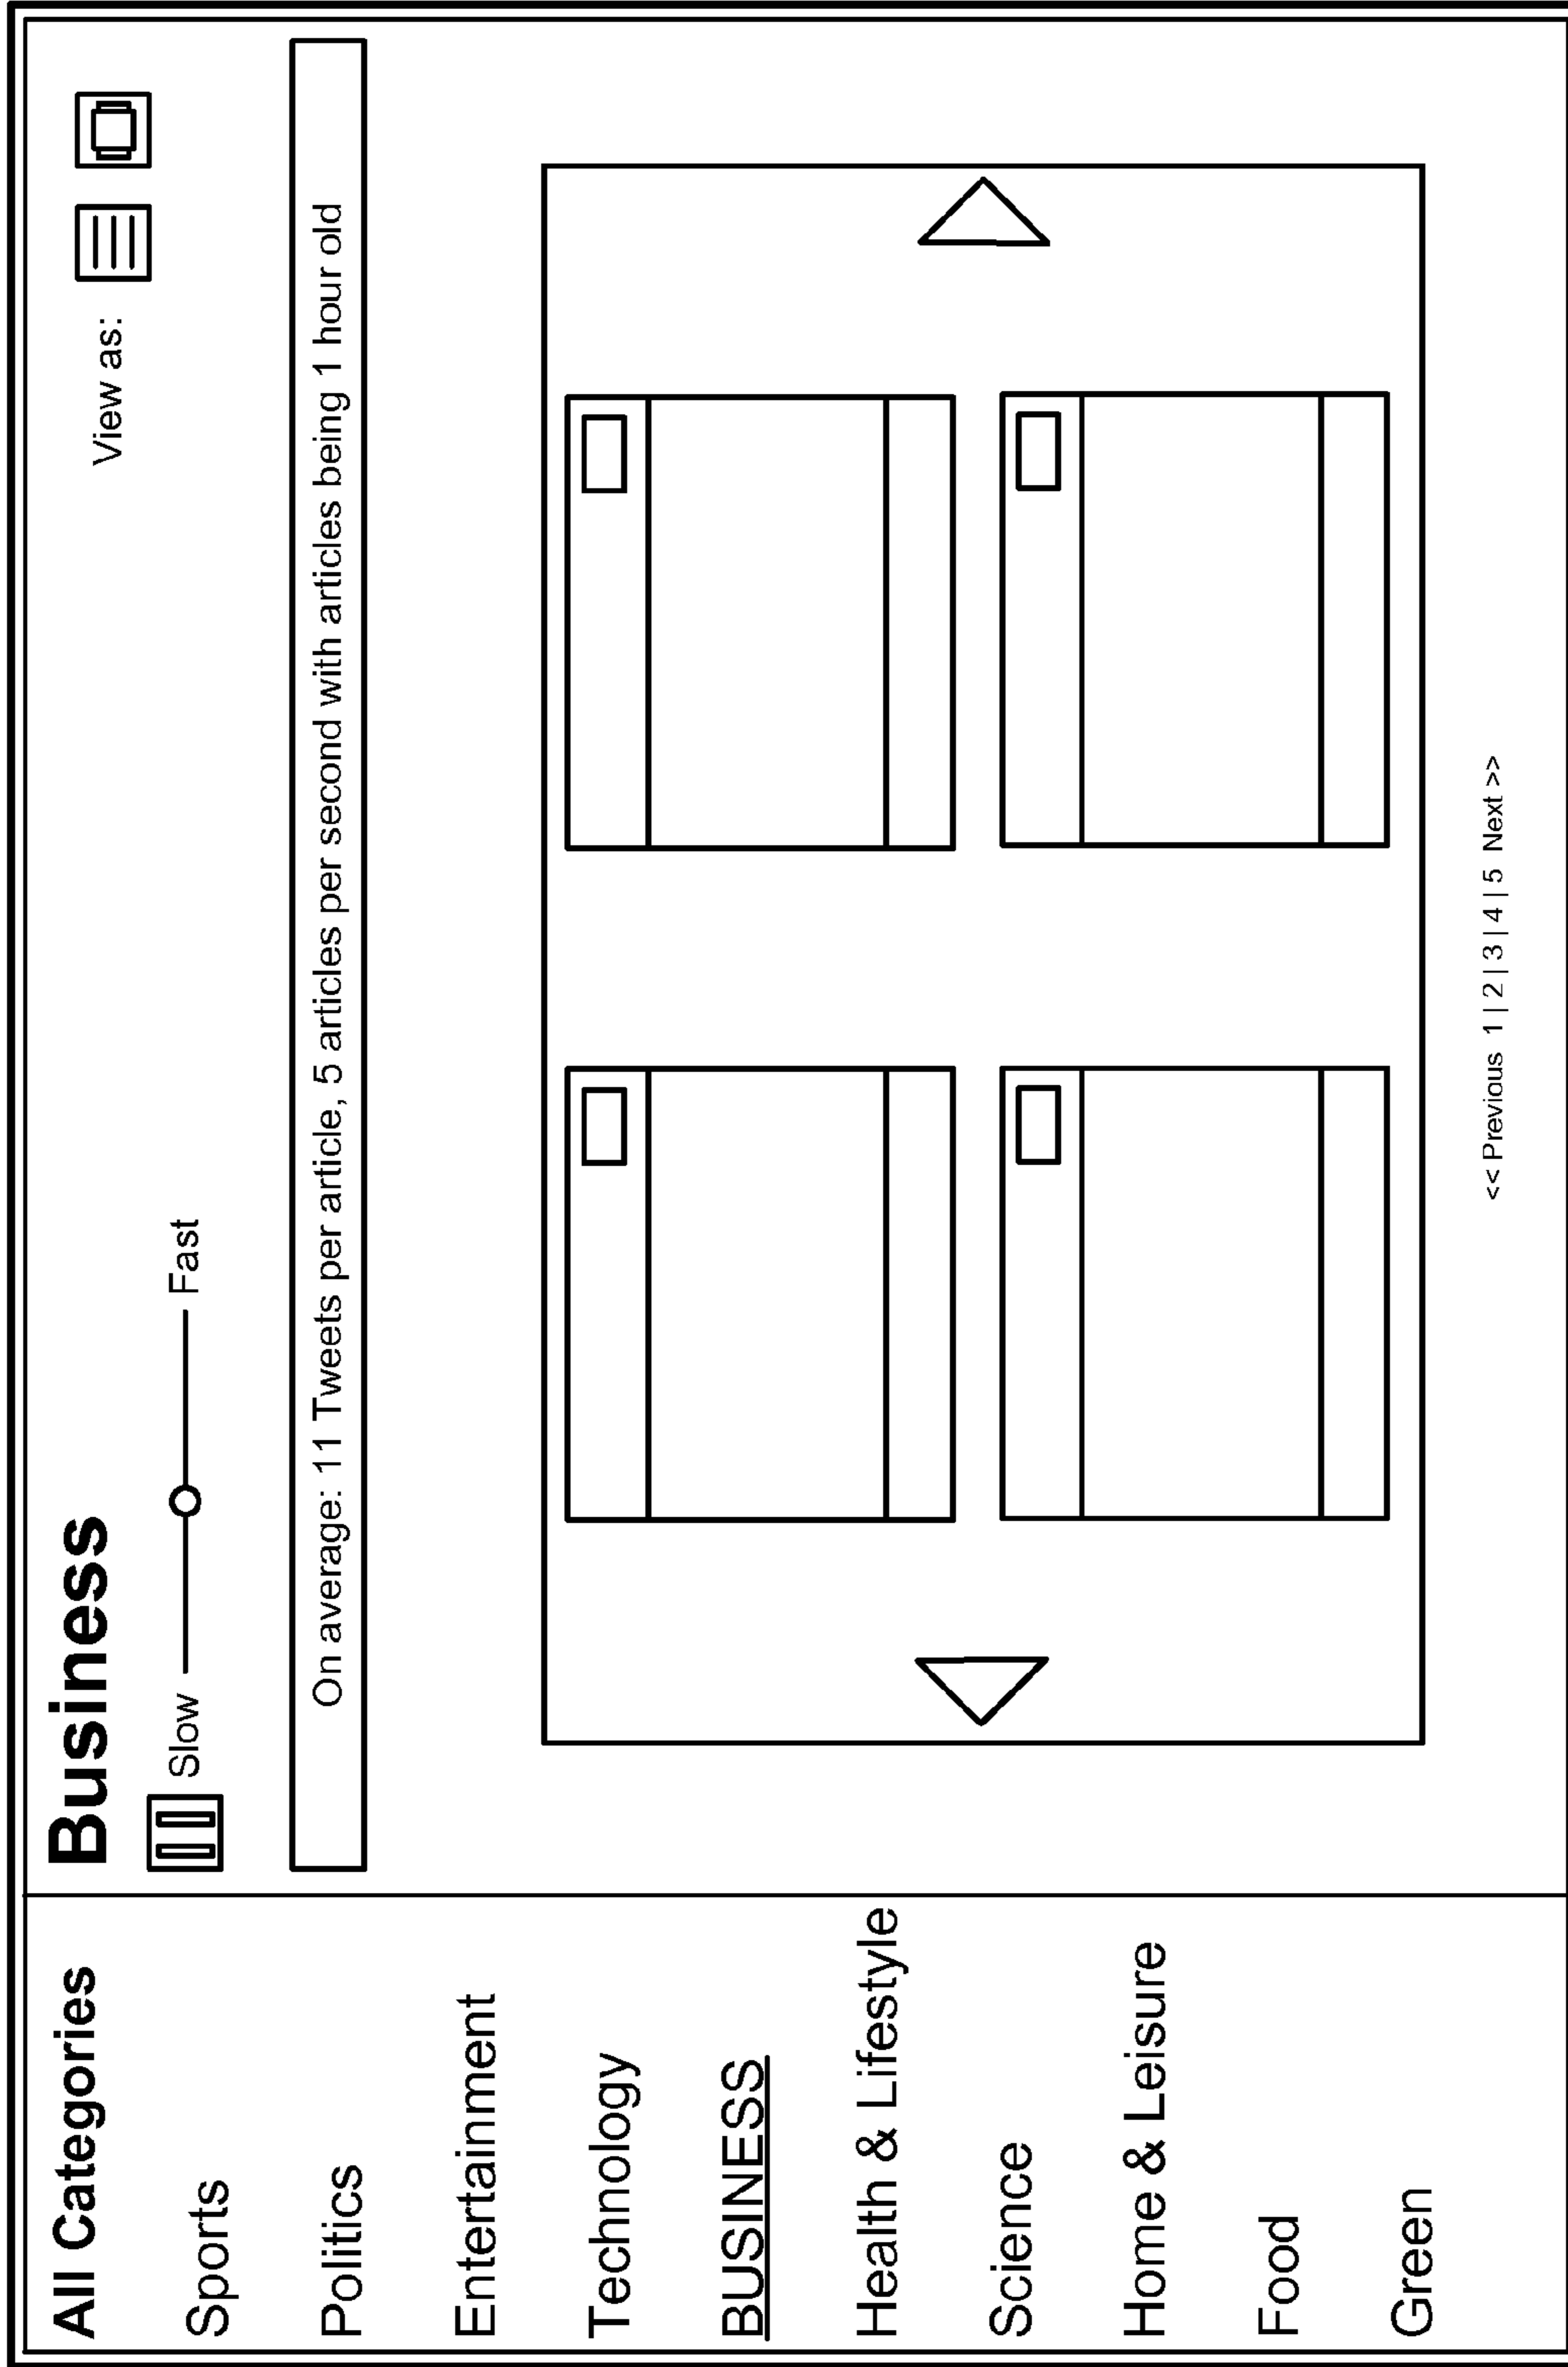 All Categories
Sports
Politics
Entertainment
Technology
BUSINESS
Health & Lifestyle
Science
Home & Leisure
Food
Green
Business
View as:
Slow Fast
On average: 11 Tweets per article, 5 articles per second with articles being 1 hour old
<< Previous 1 | 2 | 3 | 4 | 5 Next >>